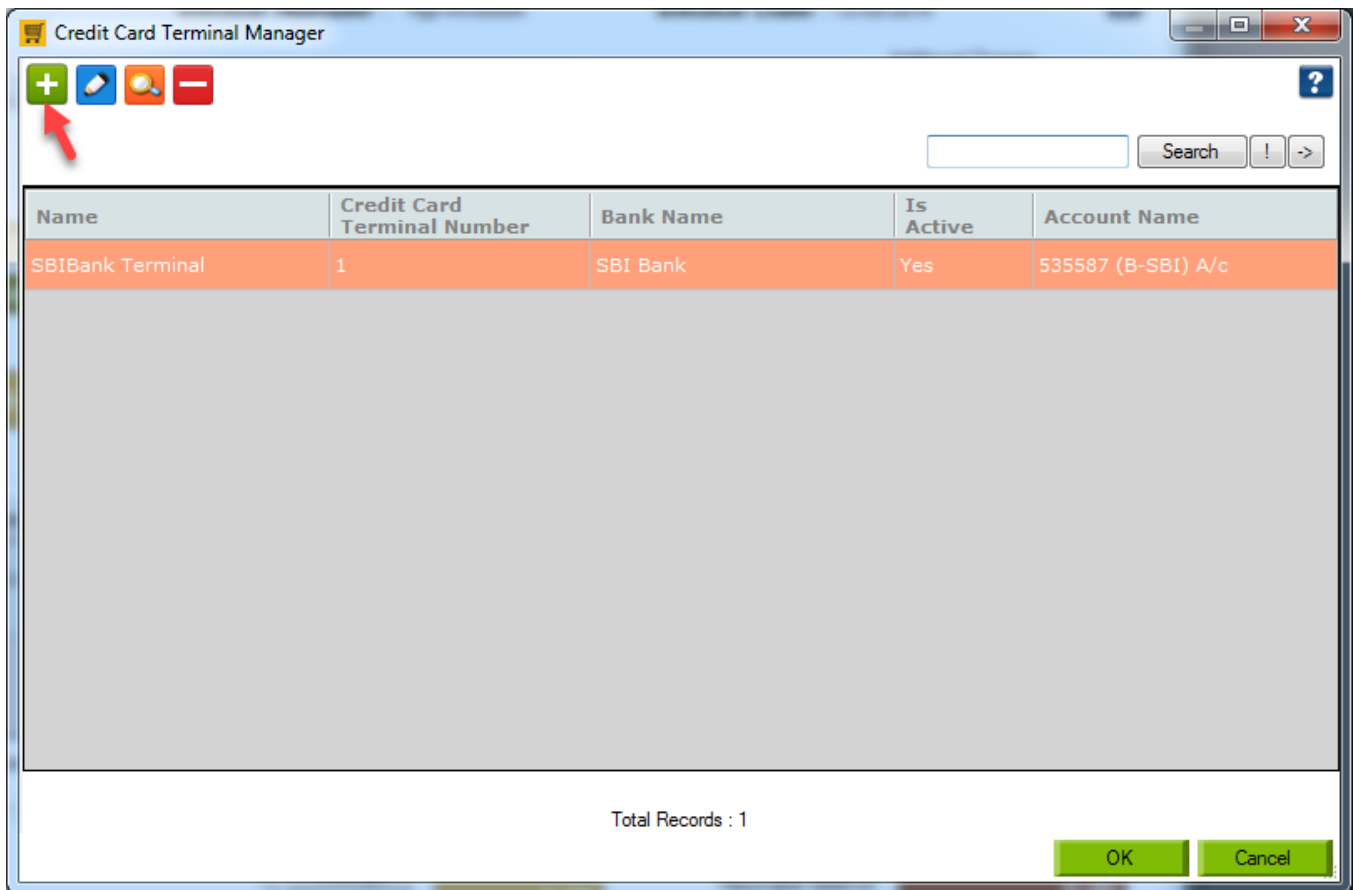 Credit Card Terminal Manager
?
Search ! ->
Name Credit Card Terminal Number Bank Name Is Active Account Name
SBIBank Terminal 1 SBI Bank Yes 535587 (B-SBI) A/c
Total Records : 1
OK Cancel